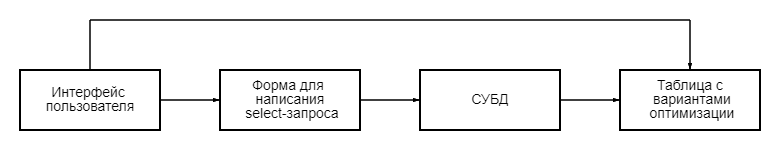 Интерфейс
пользователя
Форма для
написания
select-запроса
СУБД
Таблица с
вариантами
оптимизации